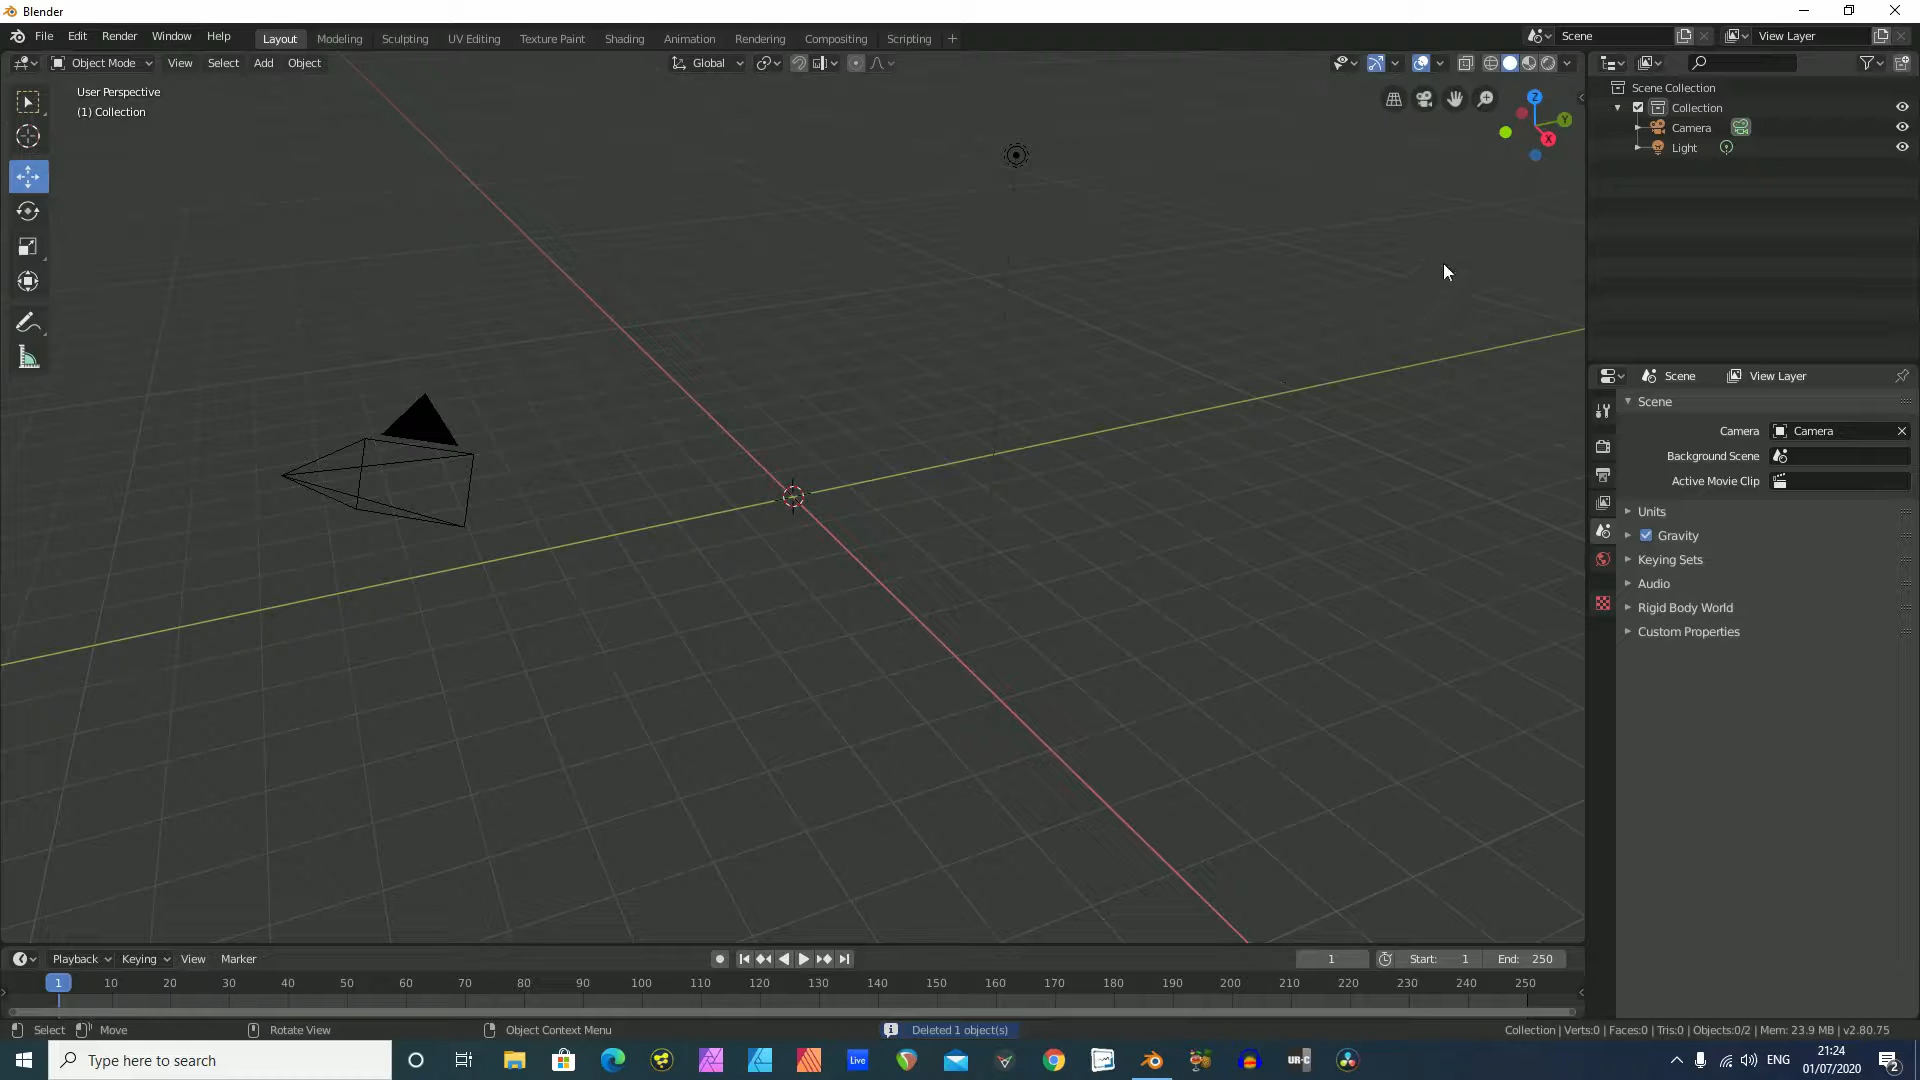 Blender
File Edit Render Window Help
Layout Modeling Sculpting UV Editing Texture Paint Shading Animation Rendering Compositing Scripting +
Scene
View Layer
Object Mode View Select Add Object
Global
User Perspective
(1) Collection
Z
Y
X
Scene Collection
Collection
Camera
Light
Scene View Layer
Scene
Camera Camera
Background Scene
Active Movie Clip
Units
Gravity
Keying Sets
Audio
Rigid Body World
Custom Properties
Playback Keying View Marker
1
Start: 1
End: 250
1 10 20 30 40 50 60 70 80 90 100 110 120 130 140 150 160 170 180 190 200 210 220 230 240 250
Select Move Rotate View Object Context Menu
Deleted 1 object(s)
Collection | Verts:0 | Faces:0 | Tris:0 | Objects:0/2 | Mem: 23.9 MB | v2.80.75
Type here to search
Live
UR-C
ENG
21:24
01/07/2020
2